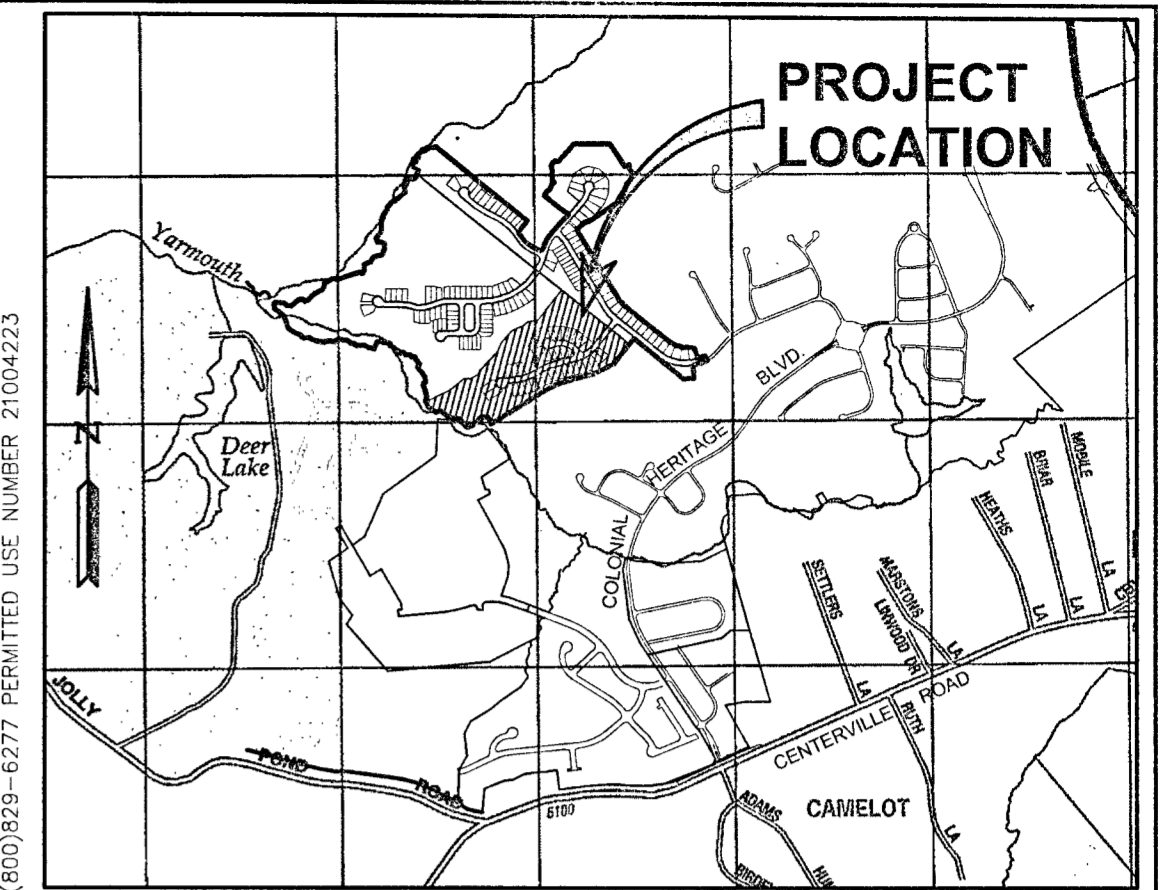 PROJECT
LOCATION
Yarmouth
Deer
Lake
N
BLVD.
HERITAGE
COLONIAL
MOBILE
LA
BRIAR
LA
HEATHS
LA
MARSTONS
LA
LINWOOD DR
SETTLERS
LA
RUTH
LA
CENTERVILLE ROAD
JOLLY
POND
ROAD
6100
ADAMS
CAMELOT
(800)829-6277 PERMITTED USE NUMBER 21004223